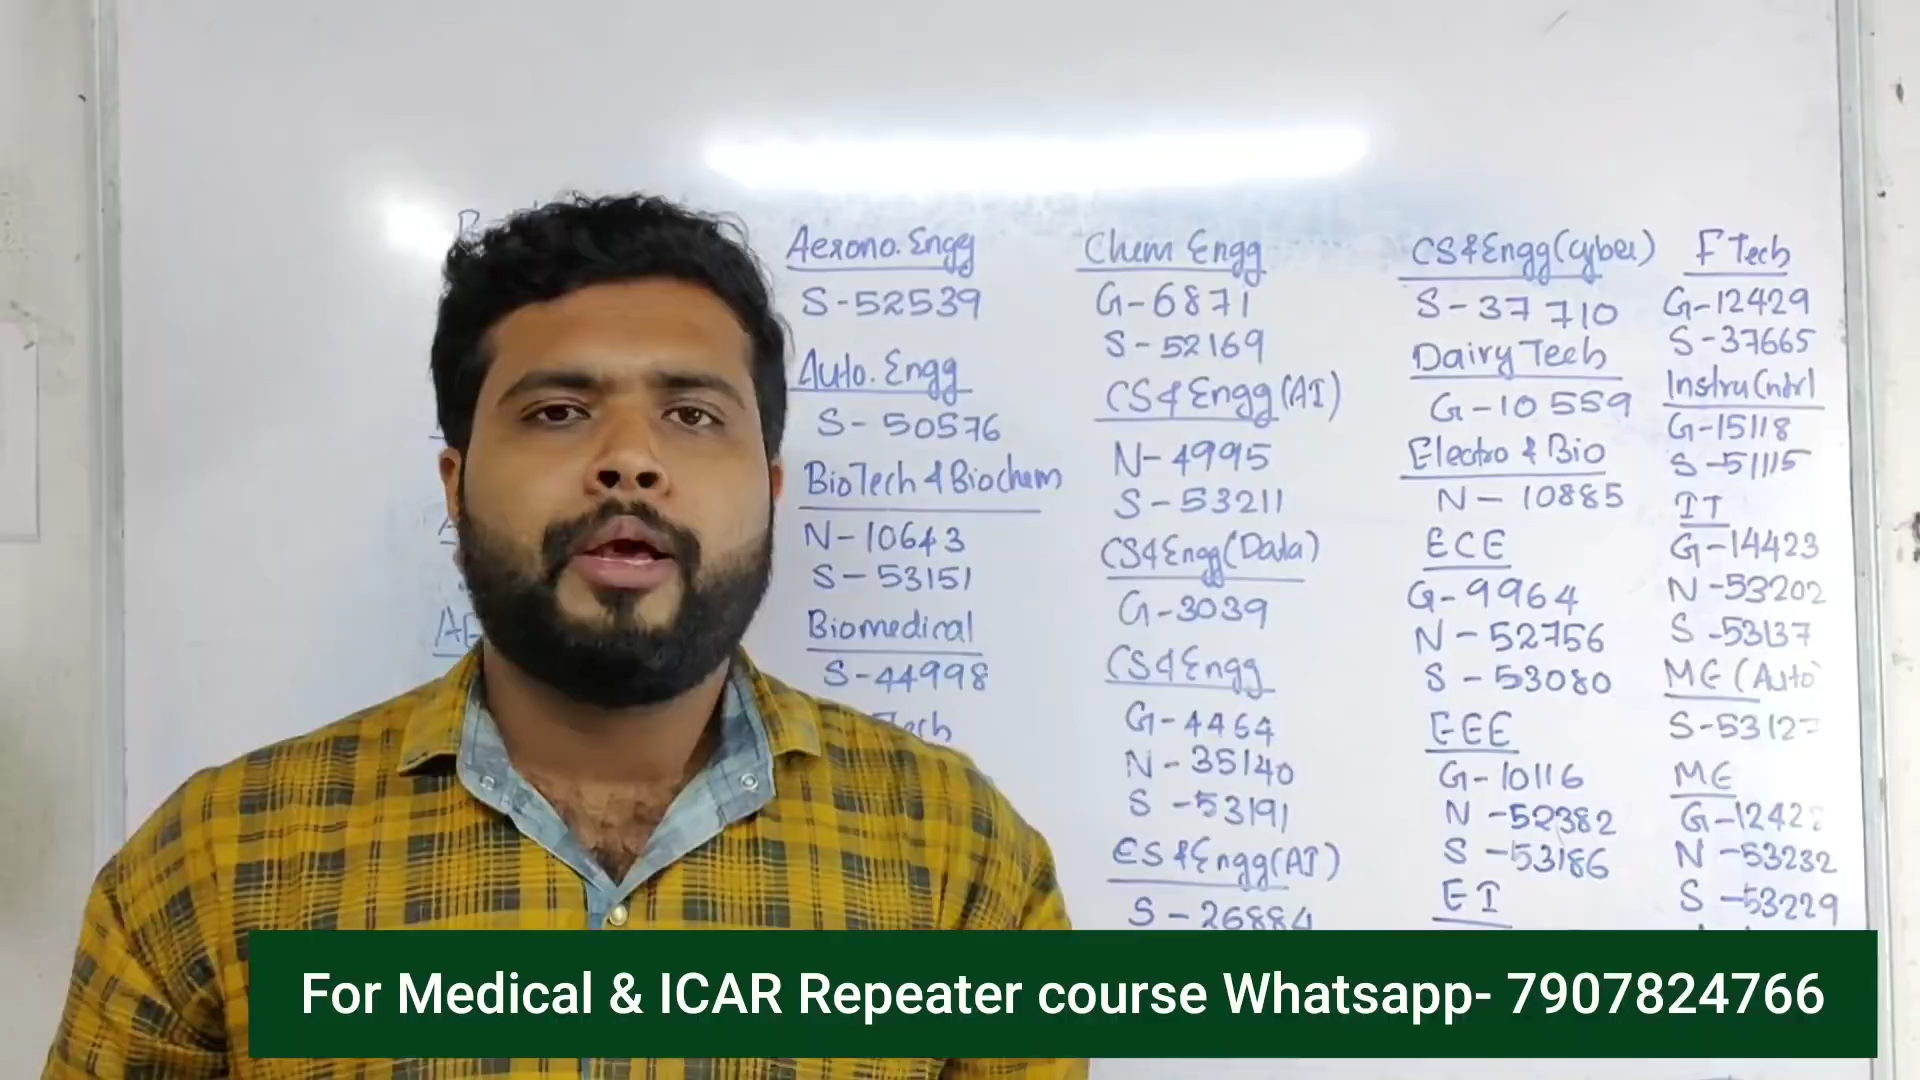 Aerono. Engg
S-52539
Auto. Engg
S-50576
BioTech & Biochem
N-10643
S-53151
Biomedical
S-44998
Chem Engg
G-6871
S-52169
CS & Engg (AI)
N-4995
S-53211
CS & Engg (Data)
G-3039
CS & Engg
G-4464
N-35140
S-53191
CS & Engg (AI)
S-26884
CS & Engg (Cyber)
S-37710
Dairy Tech
G-10559
Electro & Bio
N-10885
ECE
G-9964
N-52756
S-53080
EEE
G-10116
N-52382
S-53186
EI
F Tech
G-12429
S-37665
G-15118
S-51115
IT
G-14423
N-53202
S-53137
ME (Auto
ME
N-53232
S-53229
For Medical & ICAR Repeater course Whatsapp- 7907824766